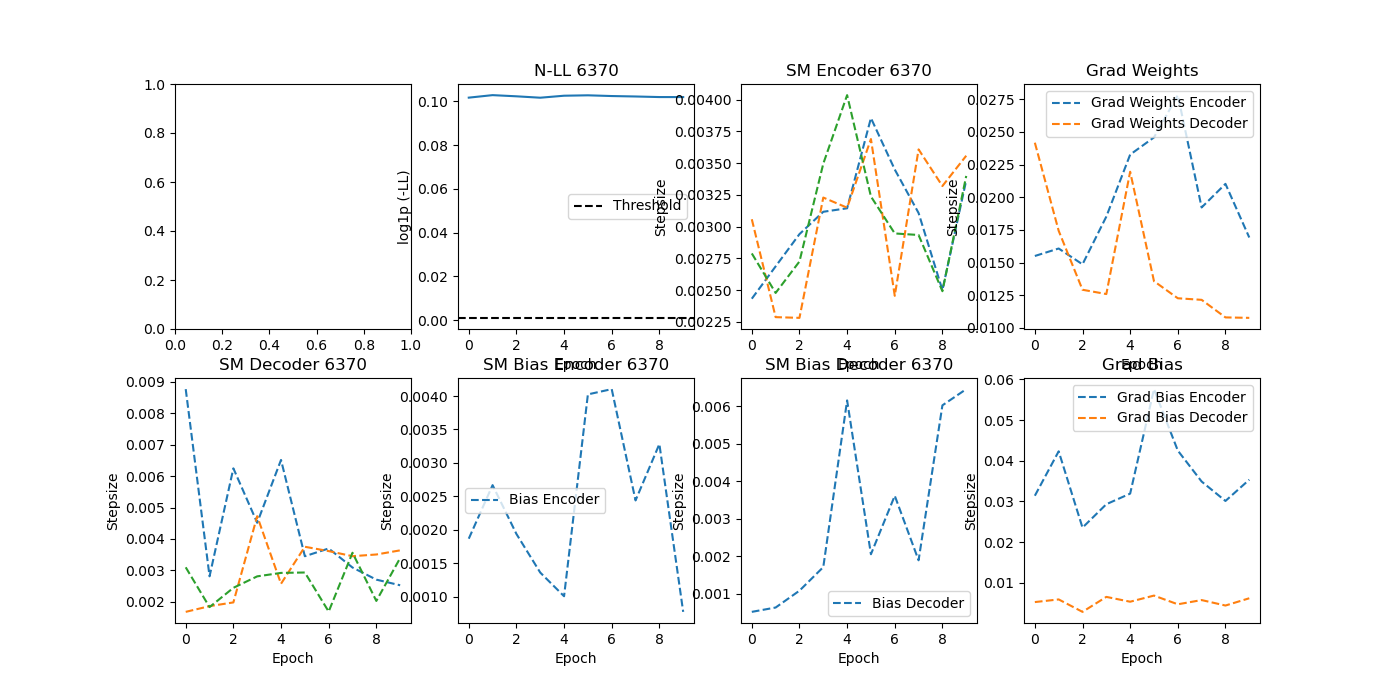 N-LL 6370
SM Encoder 6370
Grad Weights
1.0
0.8
0.6
0.4
0.2
0.0
0.0 0.2 0.4 0.6 0.8 1.0
log1p (-LL)
0.10
0.08
0.06
0.04
0.02
0.00
Threshold
0 2 4 6 8
Epoch
Stepsize
0.00400
0.00375
0.00350
0.00325
0.00300
0.00275
0.00250
0.00225
0 2 4 6 8
Epoch
Stepsize
0.0275
0.0250
0.0225
0.0200
0.0175
0.0150
0.0125
0.0100
Grad Weights Encoder
Grad Weights Decoder
0 2 4 6 8
Epoch
SM Decoder 6370
SM Bias Encoder 6370
SM Bias Decoder 6370
Grad Bias
Stepsize
0.009
0.008
0.007
0.006
0.005
0.004
0.003
0.002
0 2 4 6 8
Epoch
Stepsize
0.0040
0.0035
0.0030
0.0025
0.0020
0.0015
0.0010
Bias Encoder
0 2 4 6 8
Epoch
Stepsize
0.006
0.005
0.004
0.003
0.002
0.001
Bias Decoder
0 2 4 6 8
Epoch
Stepsize
0.06
0.05
0.04
0.03
0.02
0.01
Grad Bias Encoder
Grad Bias Decoder
0 2 4 6 8
Epoch